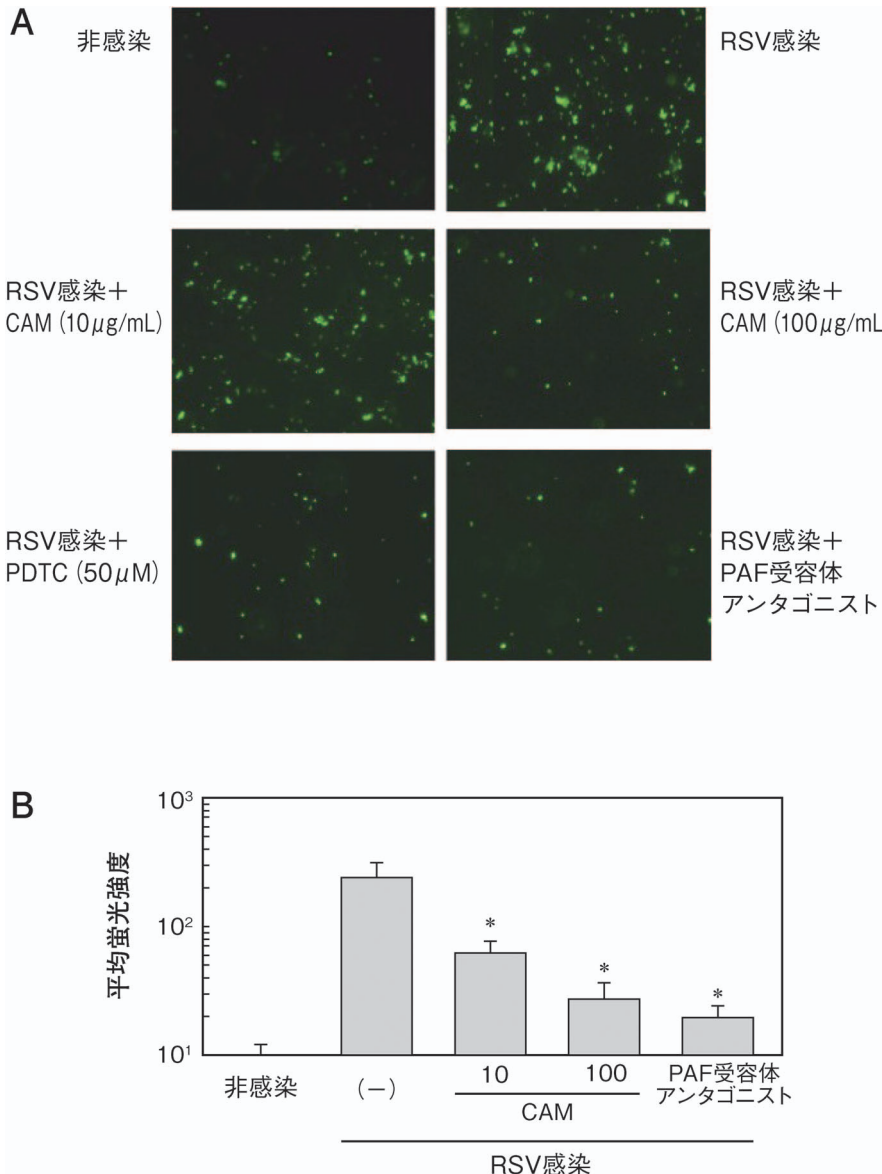 A
非感染
RSV感染
RSV感染＋
CAM（10μg/mL）
RSV感染＋
CAM（100μg/mL
RSV感染＋
PDTC（50μM）
RSV感染＋
PAF受容体
アンタゴニスト
B
平均蛍光強度
10³
10²
10¹
*
*
*
非感染
（－）
10
100
PAF受容体
アンタゴニスト
CAM
RSV感染